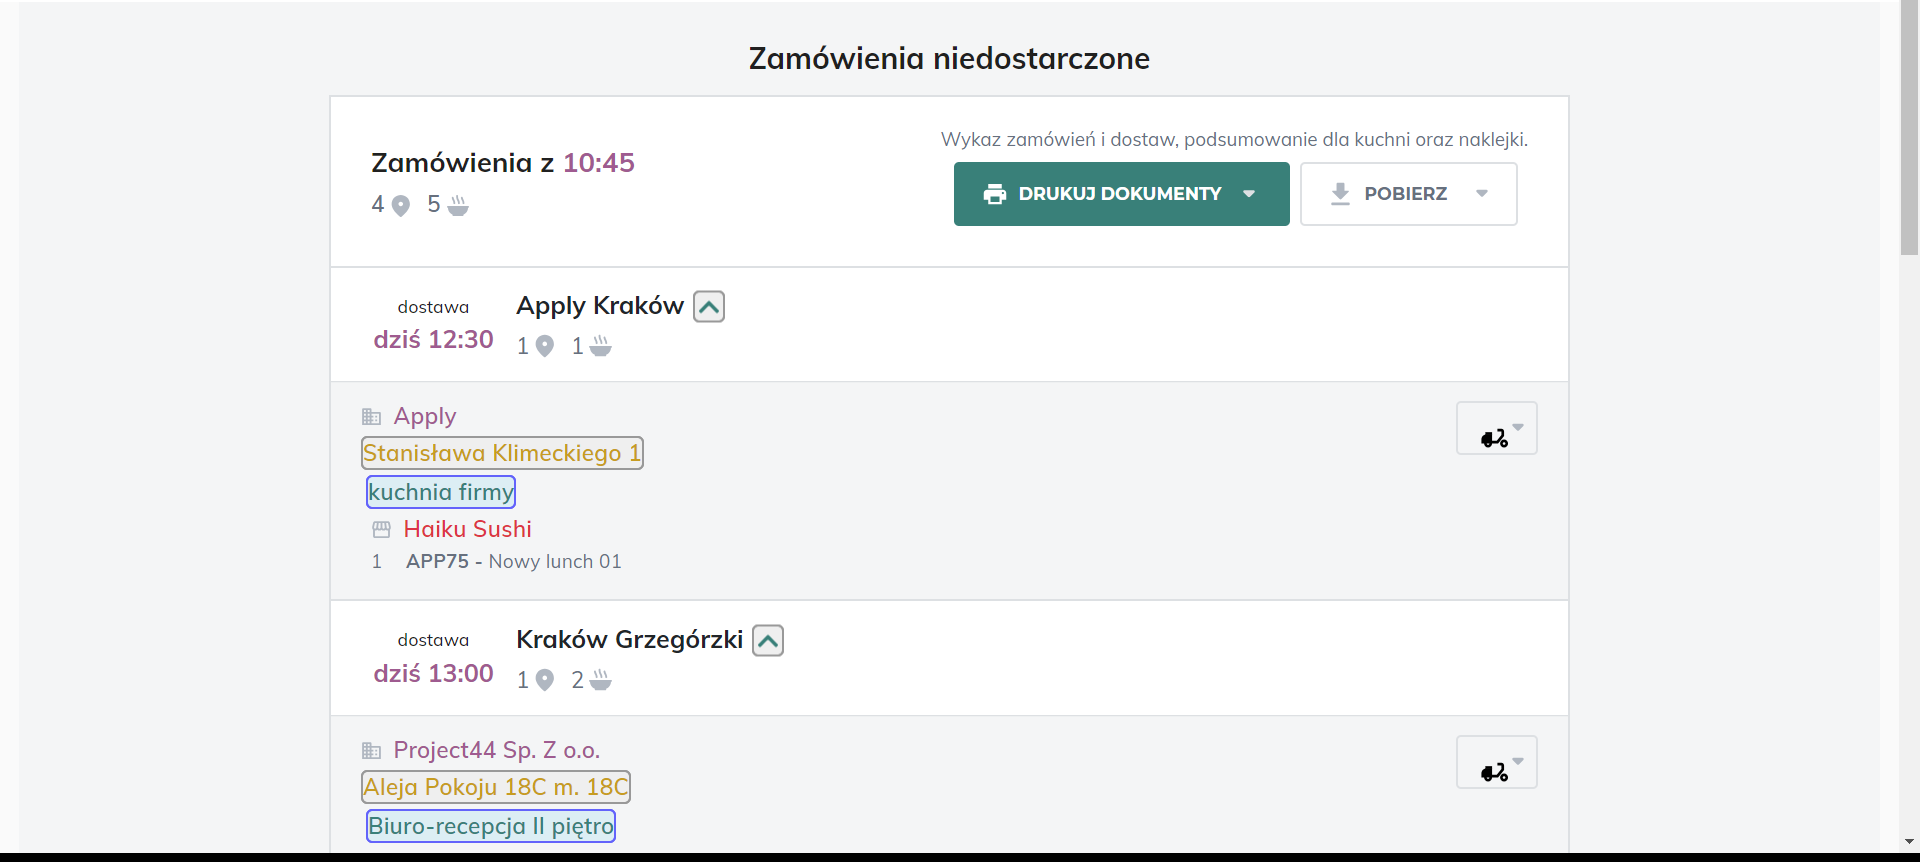 Zamówienia niedostarczone
Zamówienia z 10:45
4 5
Wykaz zamówień i dostaw, podsumowanie dla kuchni oraz naklejki.
DRUKUJ DOKUMENTY
POBIERZ
dostawa
dziś 12:30
Apply Kraków
1 1
Apply
Stanisława Klimeckiego 1
kuchnia firmy
Haiku Sushi
1 APP75 - Nowy lunch 01
dostawa
dziś 13:00
Kraków Grzegórzki
1 2
Project44 Sp. Z o.o.
Aleja Pokoju 18C m. 18C
Biuro-recepcja II piętro